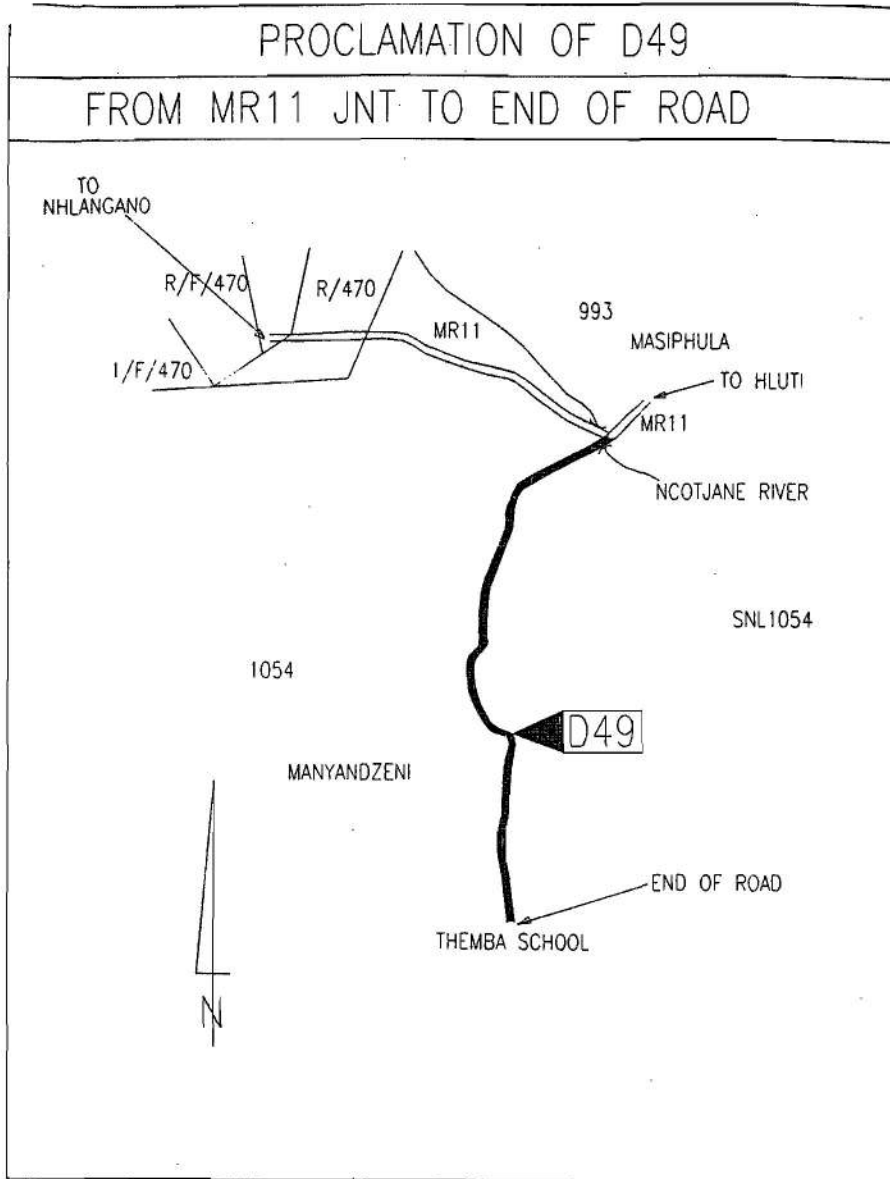 PROCLAMATION OF D49
FROM MR11 JNT TO END OF ROAD
TO
NHLANGANO
R/F/470
R/470
993
MR11
MASIPHULA
1/F/470
TO HLUTI
MR11
NCOTJANE RIVER
SNL1054
1054
D49
MANYANDZENI
END OF ROAD
THEMBA SCHOOL
N